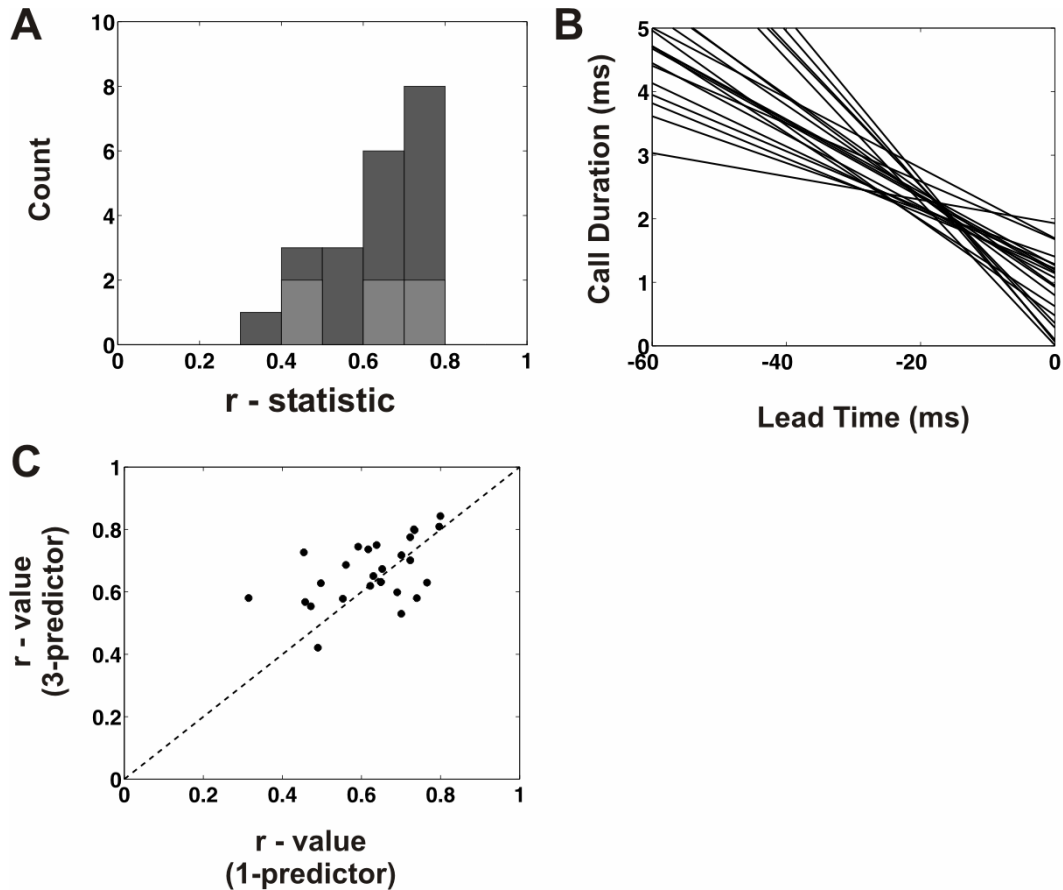 A
10
8
6
4
2
0
Count
0 0.2 0.4 0.6 0.8 1
r - statistic
B
5
4
3
2
1
0
Call Duration (ms)
-60 -40 -20 0
Lead Time (ms)
C
1
0.8
0.6
0.4
0.2
0
r - value
(3-predictor)
0 0.2 0.4 0.6 0.8 1
r - value
(1-predictor)